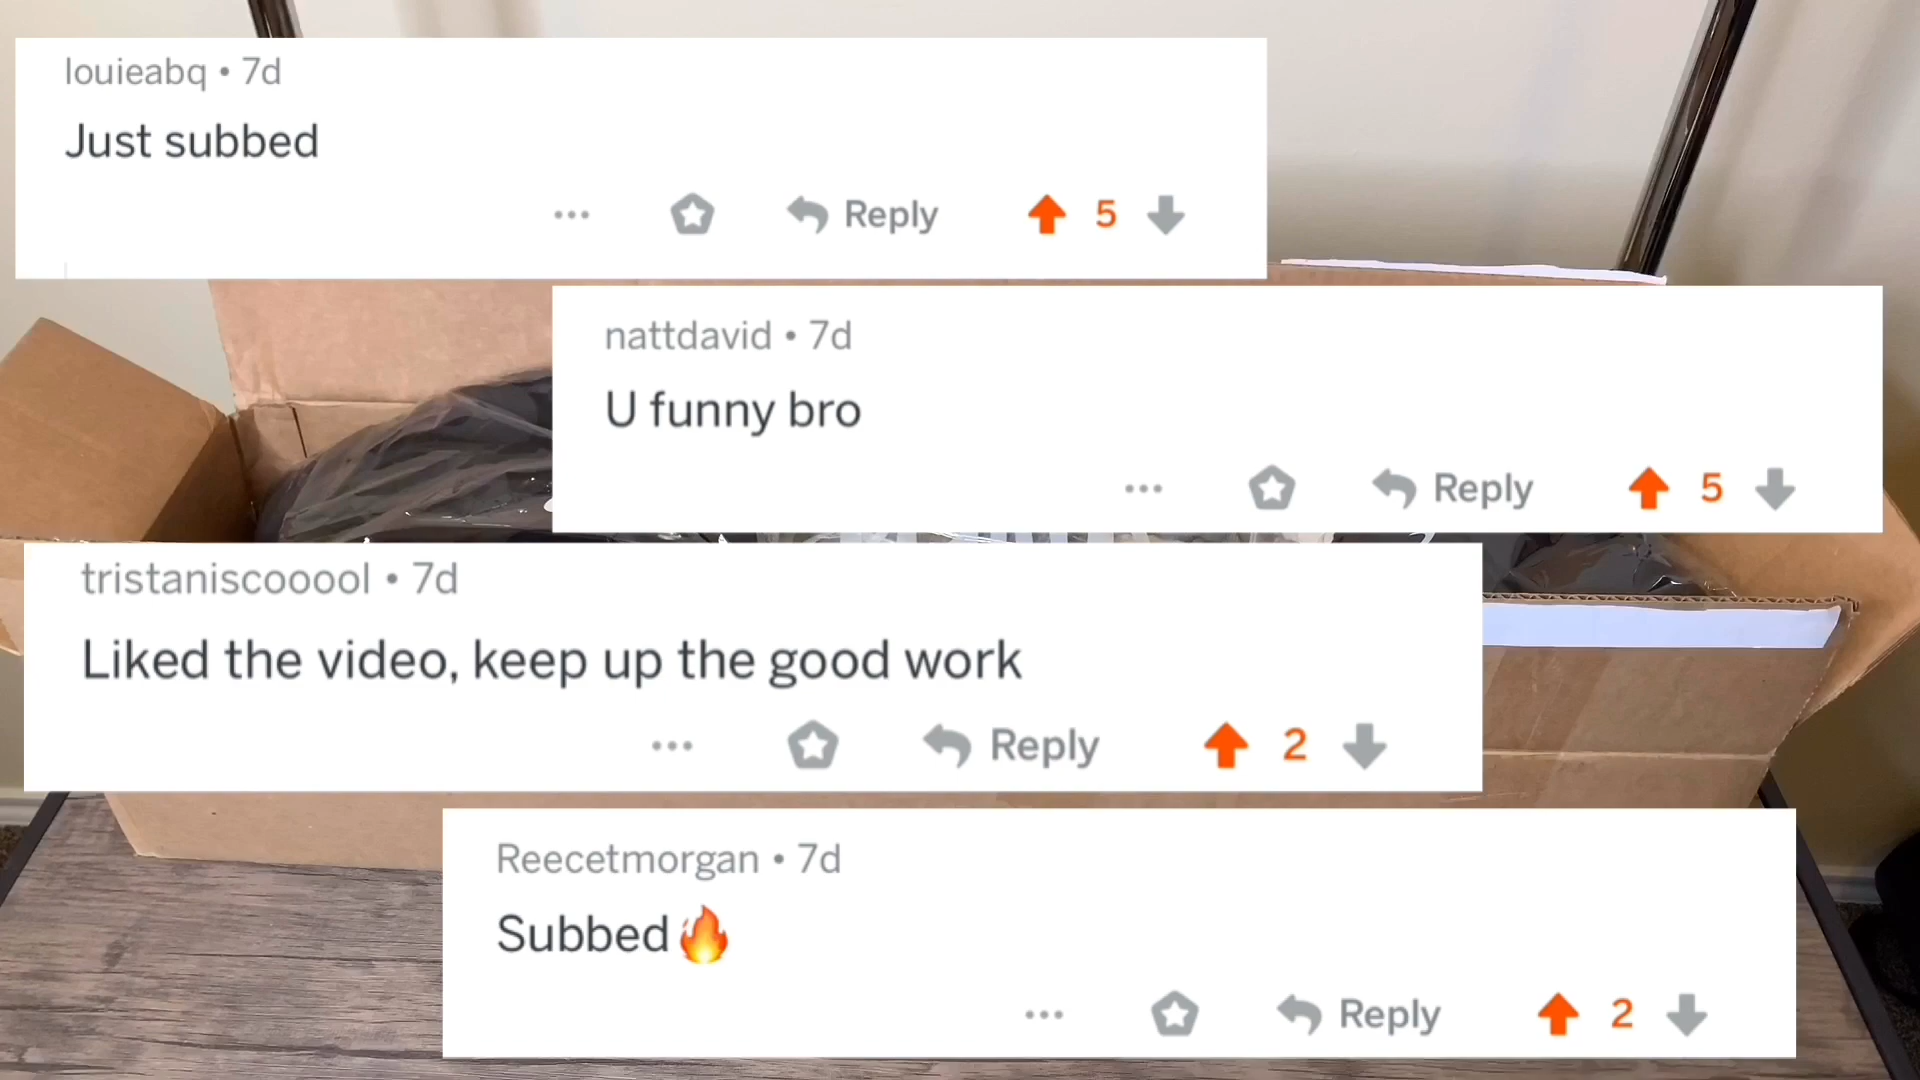 louieabq • 7d
Just subbed
Reply 5
nattdavid • 7d
U funny bro
Reply 5
tristaniscooool • 7d
Liked the video, keep up the good work
Reply 2
Reecetmorgan • 7d
Subbed🔥
Reply 2